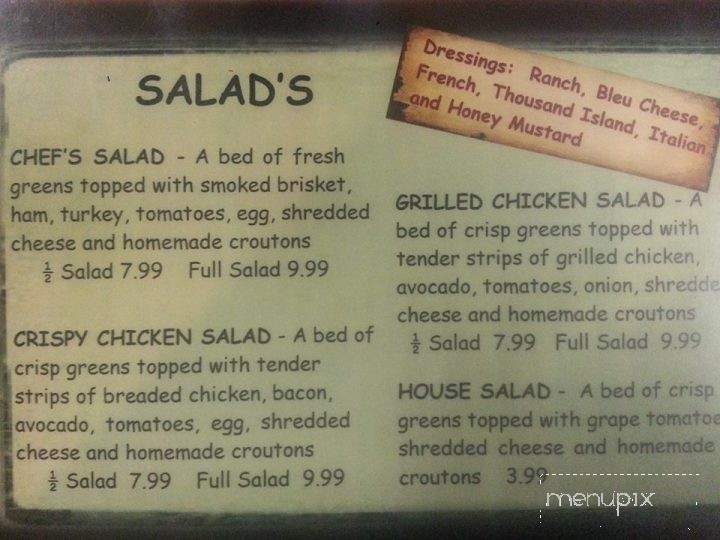 SALAD'S
CHEF'S SALAD - A bed of fresh
greens topped with smoked brisket,
ham, turkey, tomatoes, egg, shredded
cheese and homemade croutons
½ Salad 7.99 Full Salad 9.99
CRISPY CHICKEN SALAD - A bed of
crisp greens topped with tender
strips of breaded chicken, bacon,
avocado, tomatoes, egg, shredded
cheese and homemade croutons
½ Salad 7.99 Full Salad 9.99
Dressings: Ranch, Bleu Cheese,
French, Thousand Island, Italian
and Honey Mustard
GRILLED CHICKEN SALAD - A
bed of crisp greens topped with
tender strips of grilled chicken,
avocado, tomatoes, onion, shredde
cheese and homemade croutons
½ Salad 7.99 Full Salad 9.99
HOUSE SALAD - A bed of crisp
greens topped with grape tomatoe
shredded cheese and homemade
croutons 3.99
menupix